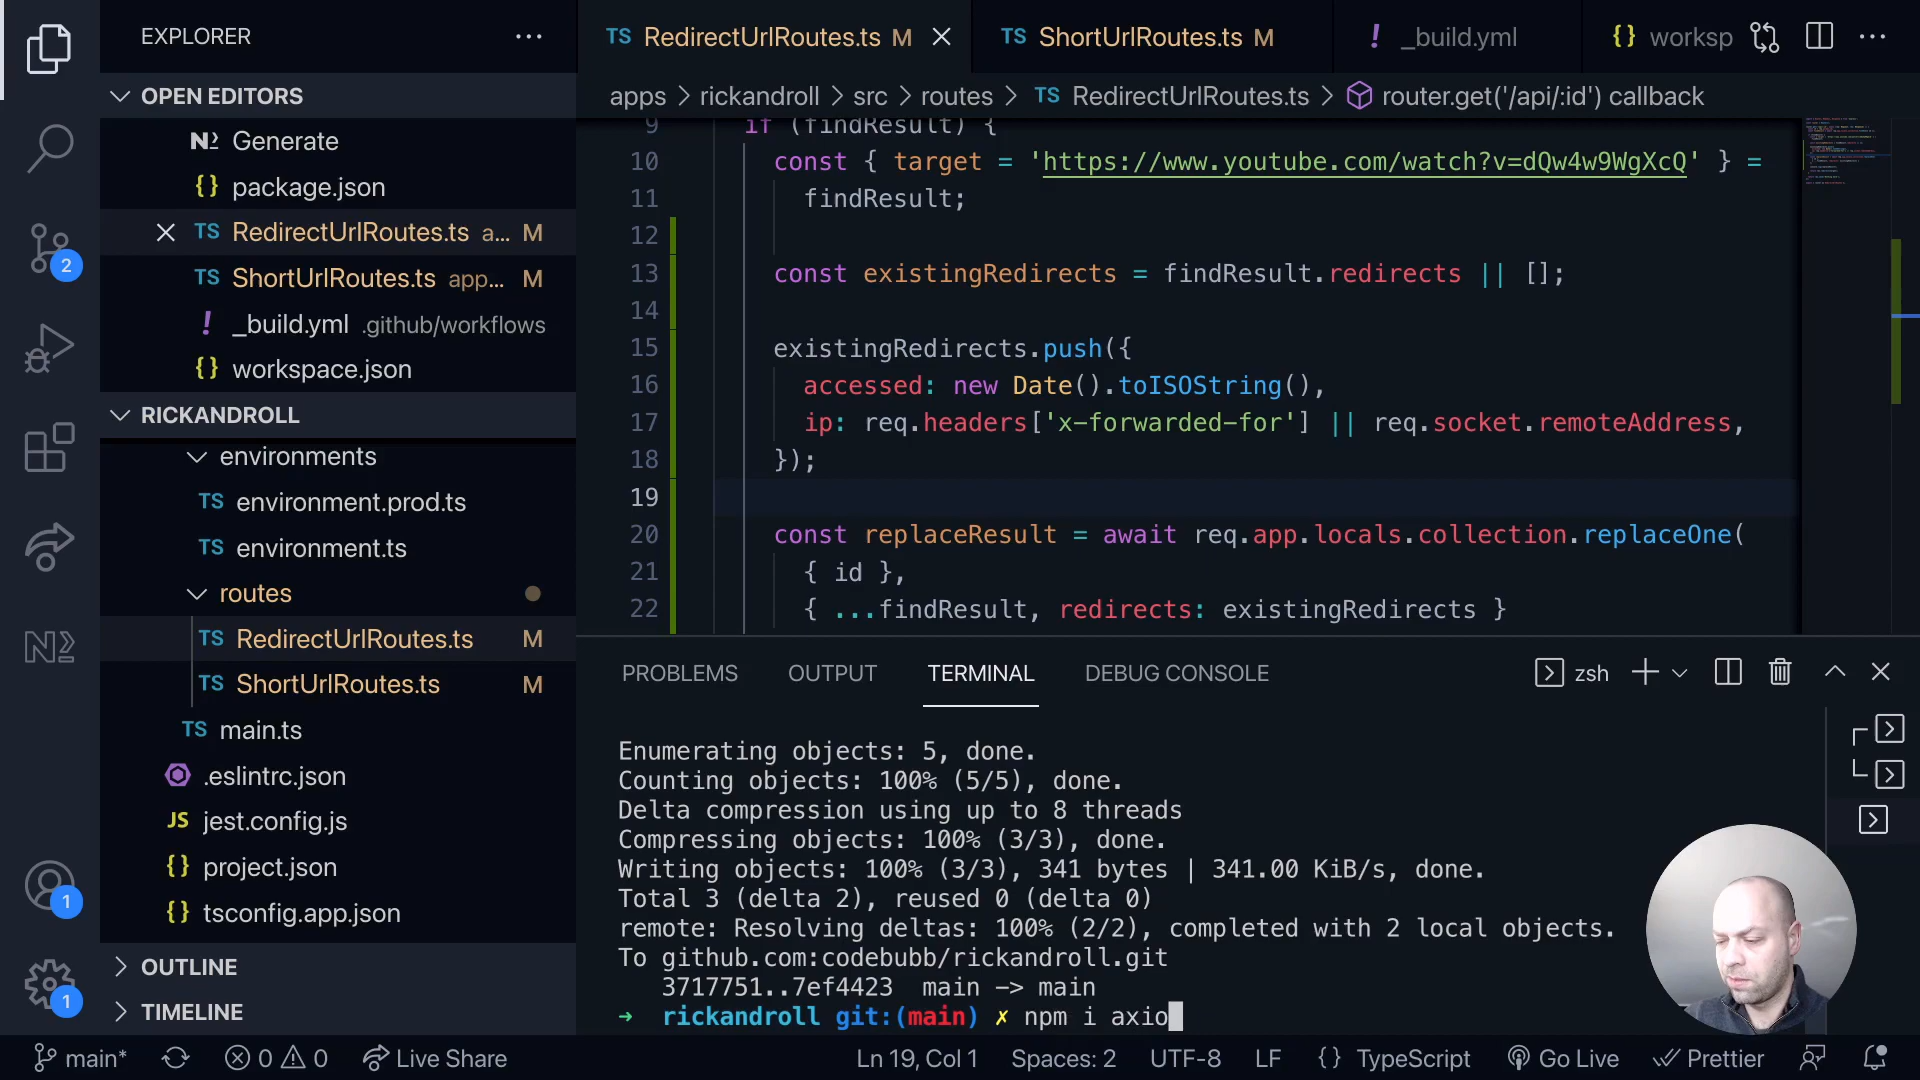 EXPLORER
OPEN EDITORS
Generate
{} package.json
TS RedirectUrlRoutes.ts a... M
TS ShortUrlRoutes.ts app... M
! _build.yml .github/workflows
{} workspace.json
RICKANDROLL
environments
TS environment.prod.ts
TS environment.ts
routes
TS RedirectUrlRoutes.ts M
TS ShortUrlRoutes.ts M
TS main.ts
.eslintrc.json
JS jest.config.js
{} project.json
{} tsconfig.app.json
OUTLINE
TIMELINE
2
1
1
TS RedirectUrlRoutes.ts M
TS ShortUrlRoutes.ts M
! _build.yml
{} worksp
apps > rickandroll > src > routes > TS RedirectUrlRoutes.ts > router.get('/api/:id') callback
9 if (findResult) {
10 const { target = 'https://www.youtube.com/watch?v=dQw4w9WgXcQ' } =
11 findResult;
12
13 const existingRedirects = findResult.redirects || [];
14
15 existingRedirects.push({
16 accessed: new Date().toISOString(),
17 ip: req.headers['x-forwarded-for'] || req.socket.remoteAddress,
18 });
19
20 const replaceResult = await req.app.locals.collection.replaceOne(
21 { id },
22 { ...findResult, redirects: existingRedirects }
PROBLEMS OUTPUT TERMINAL DEBUG CONSOLE zsh
Enumerating objects: 5, done.
Counting objects: 100% (5/5), done.
Delta compression using up to 8 threads
Compressing objects: 100% (3/3), done.
Writing objects: 100% (3/3), 341 bytes | 341.00 KiB/s, done.
Total 3 (delta 2), reused 0 (delta 0)
remote: Resolving deltas: 100% (2/2), completed with 2 local objects.
To github.com:codebubb/rickandroll.git
3717751..7ef4423 main -> main
→ rickandroll git:(main) ✗ npm i axio
main* 0 0 Live Share Ln 19, Col 1 Spaces: 2 UTF-8 LF {} TypeScript Go Live Prettier